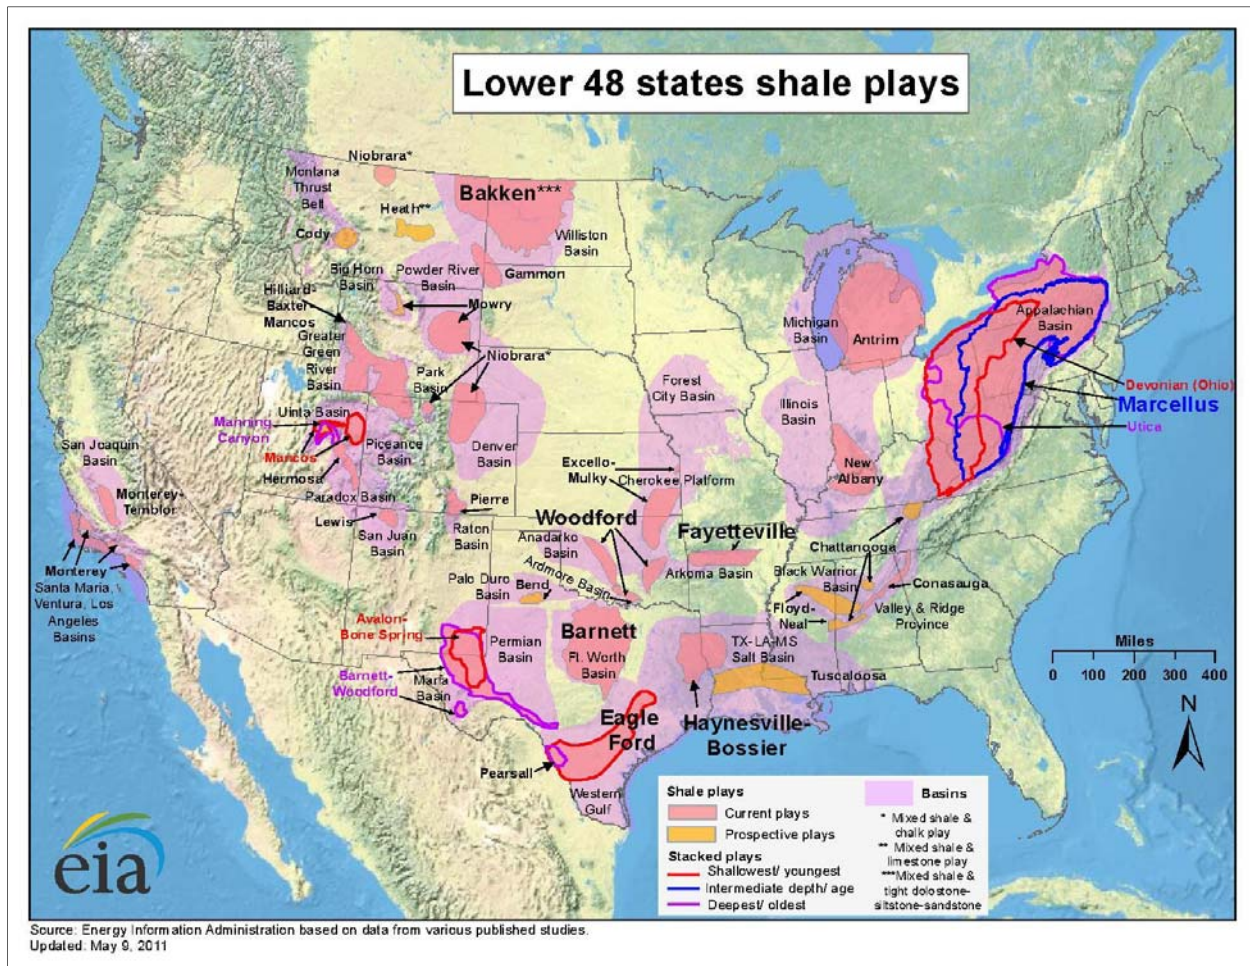 Lower 48 states shale plays
Niobrara*
Montana
Thrust
Belt
Bakken***
Heath**
Cody
Williston
Basin
Big Horn
Basin
Powder River
Basin
Gammon
Hilliard-
Baxter-
Mancos
Mowry
Greater
Green
River
Basin
Park
Basin
Niobrara*
Michigan
Basin
Antrim
Appalachian
Basin
Devonian (Ohio)
Marcellus
Utica
Forest
City Basin
Illinois
Basin
Uinta Basin
Manning
Canyon
Mancos
Piceance
Basin
Denver
Basin
San Joaquin
Basin
Hermosa
Paradox Basin
Excello-
Mulky
Cherokee Platform
New
Albany
Monterey-
Temblor
Pierre
Lewis
San Juan
Basin
Raton
Basin
Woodford
Anadarko
Basin
Fayetteville
Arkoma Basin
Chattanooga
Monterey
Santa Maria,
Ventura, Los
Angeles
Basins
Palo Duro
Basin
Bend
Ardmore Basin
Black Warrior
Basin
Conasauga
Floyd-
Neal
Valley & Ridge
Province
Avalon-
Bone Spring
Permian
Basin
Barnett
Ft. Worth
Basin
TX-LA-MS
Salt Basin
Tuscaloosa
Barnett-
Woodford
Marfa
Basin
Eagle
Ford
Haynesville-
Bossier
Pearsall
Western
Gulf
Miles
0 100 200 300 400
N
Shale plays
Current plays
Prospective plays
Stacked plays
Shallowest/ youngest
Intermediate depth/ age
Deepest/ oldest
Basins
* Mixed shale &
chalk play
** Mixed shale &
limestone play
***Mixed shale &
tight dolostone-
siltstone-sandstone
eia
Source: Energy Information Administration based on data from various published studies.
Updated: May 9, 2011